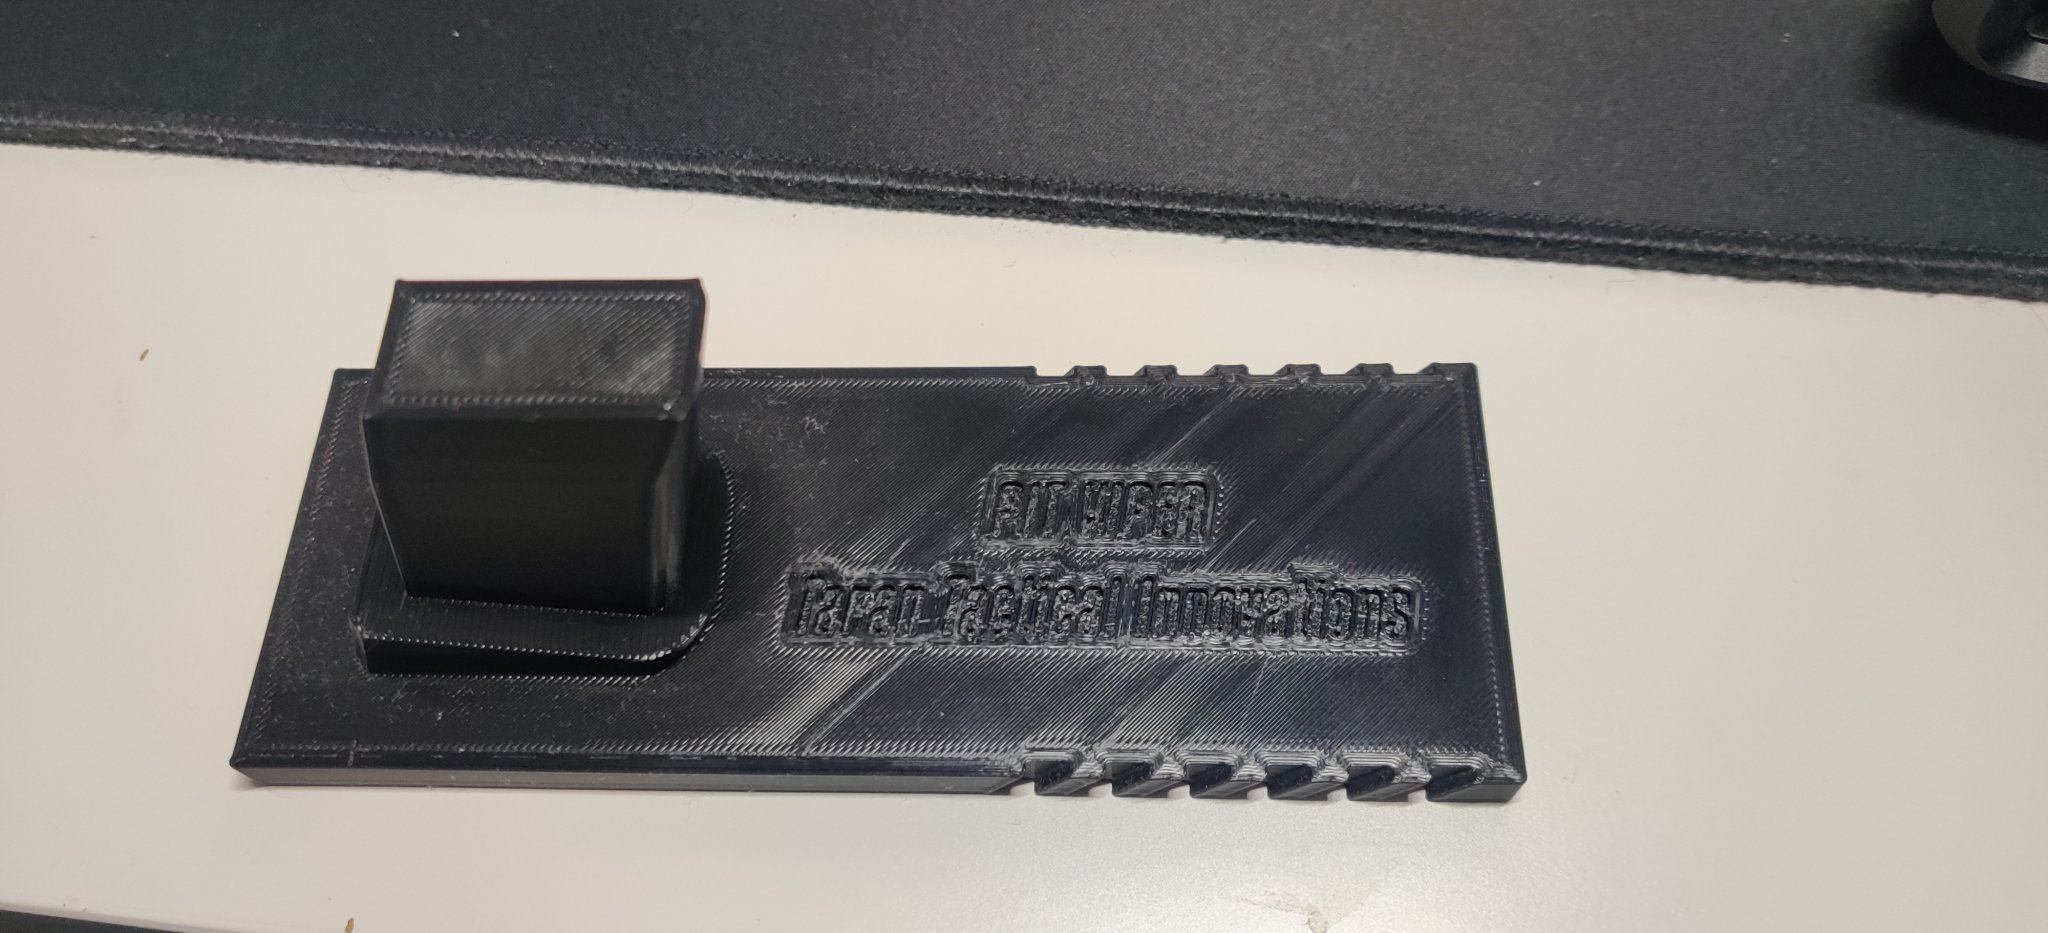 PIT VIPER
Taran Tactical Innovations